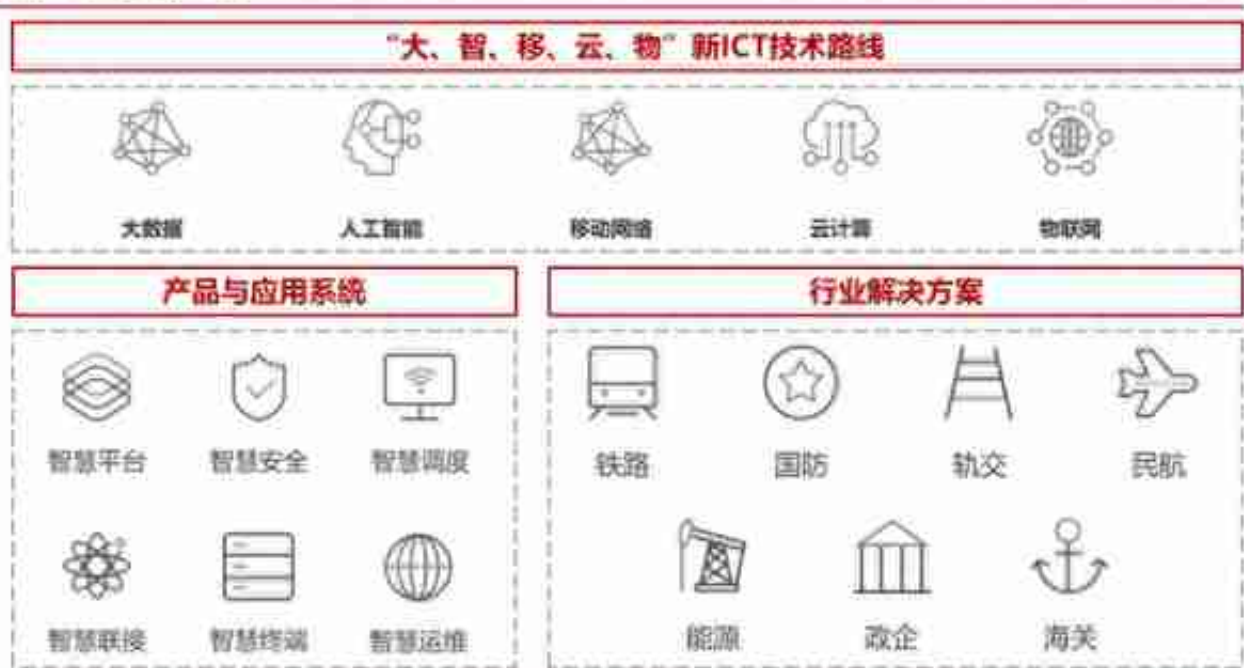 “大、智、移、云、物”新ICT技术路线
大数据 人工智能 移动网络 云计算 物联网
产品与应用系统
智慧平台 智慧安全 智慧调度
智慧联接 智慧终端 智慧运维
行业解决方案
铁路 国防 轨交 民航
能源 政企 海关